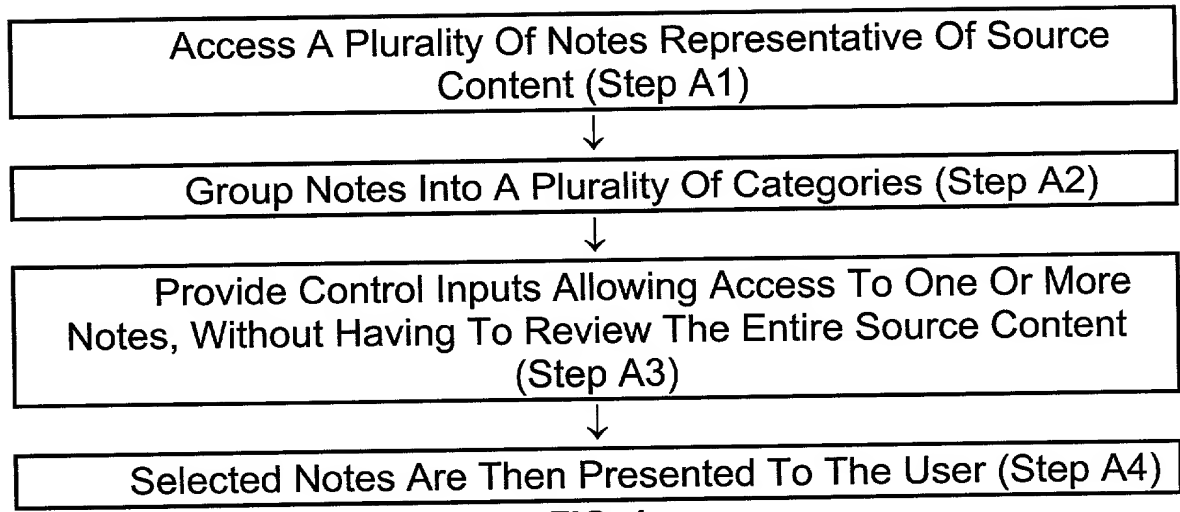 Access A Plurality Of Notes Representative Of Source
Content (Step A1)
↓
Group Notes Into A Plurality Of Categories (Step A2)
↓
Provide Control Inputs Allowing Access To One Or More
Notes, Without Having To Review The Entire Source Content
(Step A3)
↓
Selected Notes Are Then Presented To The User (Step A4)